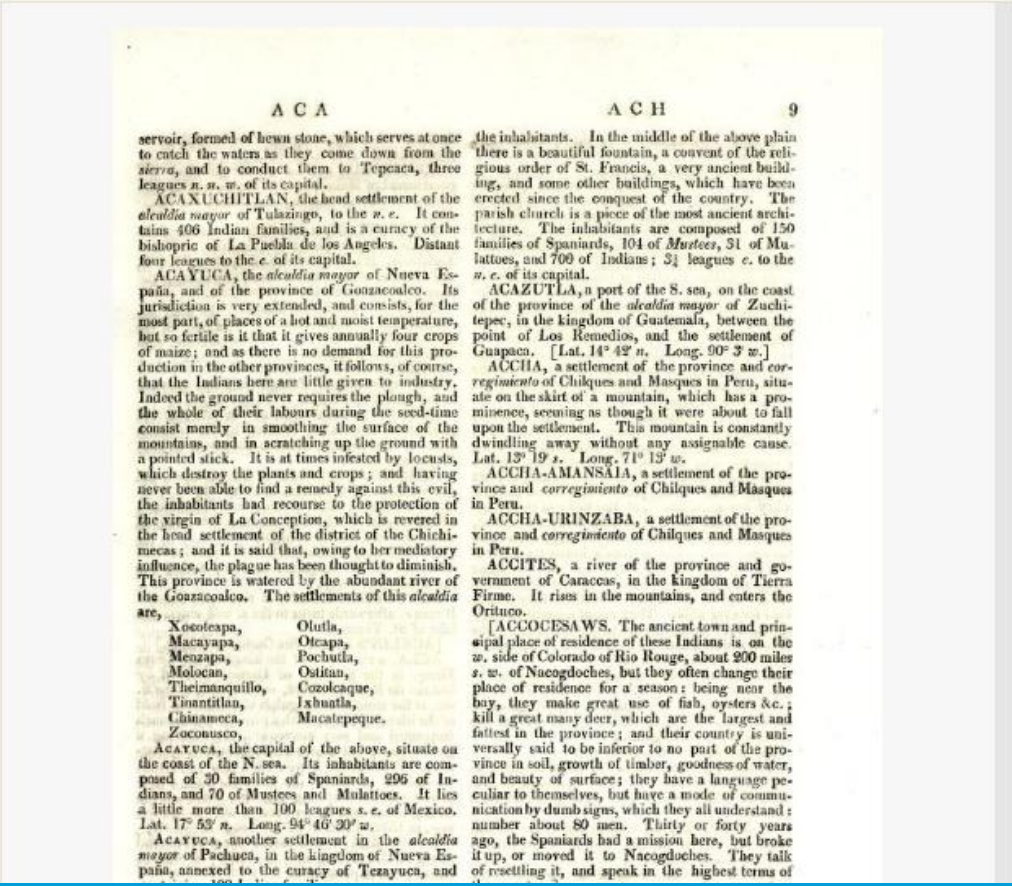 ACA
ACH
9
servoir, formed of hewn stone, which serves at once
to catch the waters as they come down from the
sierra, and to conduct them to Tepeaca, three
leagues n. n. w. of its capital.
ACAXUCHITLAN, the head settlement of the
alcaldia mayor of Tulazingo, to the n. e. It con-
tains 406 Indian families, and is a curacy of the
bishopric of La Puebla de los Angeles. Distant
four leagues to the e. of its capital.
ACAYUCA, the alcaldia mayor of Nueva Es-
paña, and of the province of Goazacoalco. Its
jurisdiction is very extended, and consists, for the
most part, of places of a hot and moist temperature,
but so fertile is it that it gives annually four crops
of maize; and as there is no demand for this pro-
duction in the other provinces, it follows, of course,
that the Indians here are little given to industry.
Indeed the ground never requires the plough, and
the whole of their labours during the seed-time
consist merely in smoothing the surface of the
mountains, and in scratching up the ground with
a pointed stick. It is at times infested by locusts,
which destroy the plants and crops; and having
never been able to find a remedy against this evil,
the inhabitants had recourse to the protection of
the virgin of La Conception, which is revered in
the head settlement of the district of the Chichi-
mecas; and it is said that, owing to her mediatory
influence, the plague has been thought to diminish.
This province is watered by the abundant river of
the Goazacoalco. The settlements of this alcaldia
are,
Xocoteapa,
Macayapa,
Menzapa,
Molocan,
Theimanquillo,
Tinantitlan,
Chinameca,
Zoconusco,
Olutla,
Oteapa,
Pochutla,
Ostitan,
Cozolcaque,
Ixhuatla,
Macatepeque.
ACAYUCA, the capital of the above, situate on
the coast of the N. sea. Its inhabitants are com-
posed of 30 families of Spaniards, 296 of In-
dians, and 70 of Mustees and Mulattoes. It lies
a little more than 100 leagues s. e. of Mexico.
Lat. 17° 53' n. Long. 94° 46' 30" w.
ACAYUCA, another settlement in the alcaldia
mayor of Pachuca, in the kingdom of Nueva Es-
paña, annexed to the curacy of Tezayuca, and
the inhabitants. In the middle of the above plain
there is a beautiful fountain, a convent of the reli-
gious order of St. Francis, a very ancient build-
ing, and some other buildings, which have been
erected since the conquest of the country. The
parish church is a piece of the most ancient archi-
tecture. The inhabitants are composed of 150
families of Spaniards, 104 of Mustees, 31 of Mu-
lattoes, and 700 of Indians; 3¼ leagues e. to the
n. e. of its capital.
ACAZUTLA, a port of the S. sea, on the coast
of the province of the alcaldia mayor of Zuchi-
tepec, in the kingdom of Guatemala, between the
point of Los Remedios, and the settlement of
Guapaca. [Lat. 14° 42' n. Long. 90° 3' w.]
ACCHA, a settlement of the province and cor-
regimiento of Chilques and Masques in Peru, situ-
ate on the skirt of a mountain, which has a pro-
minence, seeming as though it were about to fall
upon the settlement. This mountain is constantly
dwindling away without any assignable cause.
Lat. 13° 19' s. Long. 71° 13' w.
ACCHA-AMANSAIA, a settlement of the pro-
vince and corregimiento of Chilques and Masques
in Peru.
ACCHA-URINZABA, a settlement of the pro-
vince and corregimiento of Chilques and Masques
in Peru.
ACCITES, a river of the province and go-
vernment of Caraccas, in the kingdom of Tierra
Firme. It rises in the mountains, and enters the
Orituco.
[ACCOCESAWS. The ancient town and prin-
cipal place of residence of these Indians is on the
w. side of Colorado of Rio Rouge, about 200 miles
s. w. of Nacogdoches, but they often change their
place of residence for a season: being near the
bay, they make great use of fish, oysters &c.;
kill a great many deer, which are the largest and
fattest in the province; and their country is uni-
versally said to be inferior to no part of the pro-
vince in soil, growth of timber, goodness of water,
and beauty of surface; they have a language pe-
culiar to themselves, but have a mode of commu-
nication by dumb signs, which they all understand:
number about 80 men. Thirty or forty years
ago, the Spaniards had a mission here, but broke
it up, or moved it to Nacogdoches. They talk
of resettling it, and speak in the highest terms of